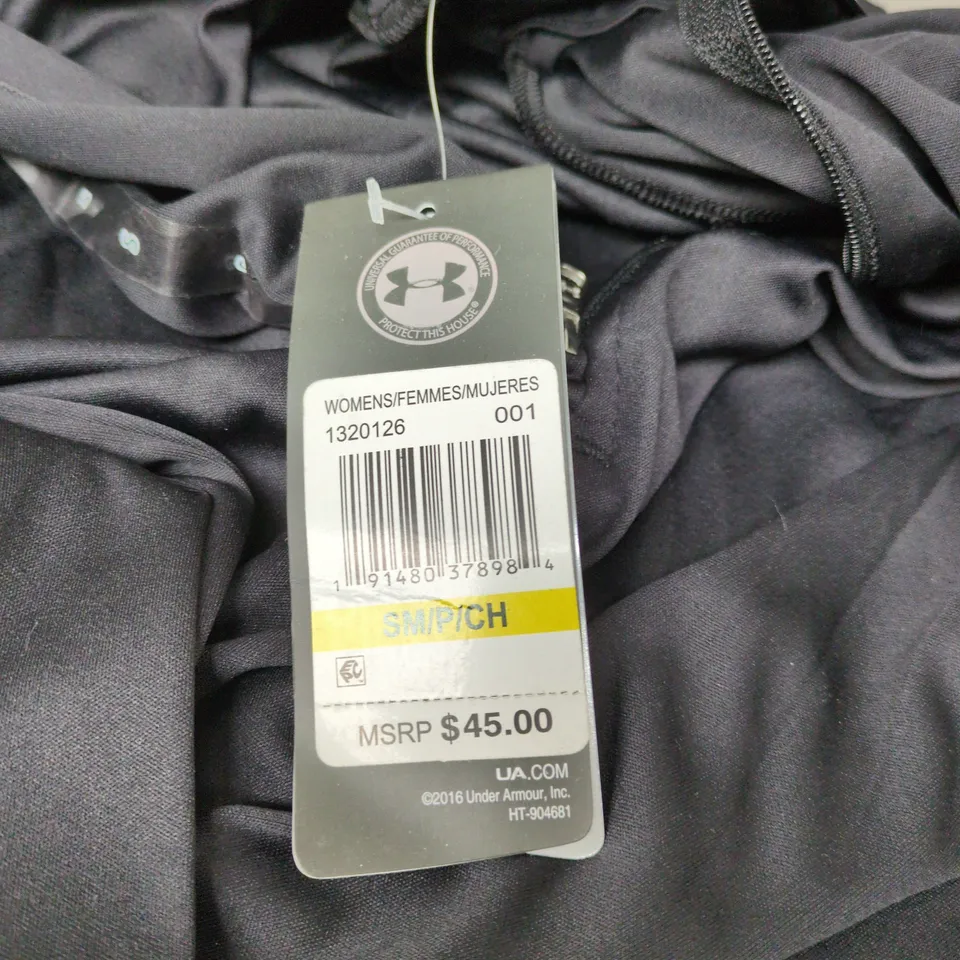 UNIVERSAL GUARANTEE OF PERFORMANCE
PROTECT THIS HOUSE®
WOMENS/FEMMES/MUJERES
1320126 001
1 91480 37898 4
SM/P/CH
EPC
MSRP $45.00
UA.COM
©2016 Under Armour, Inc.
HT-904681
S
S